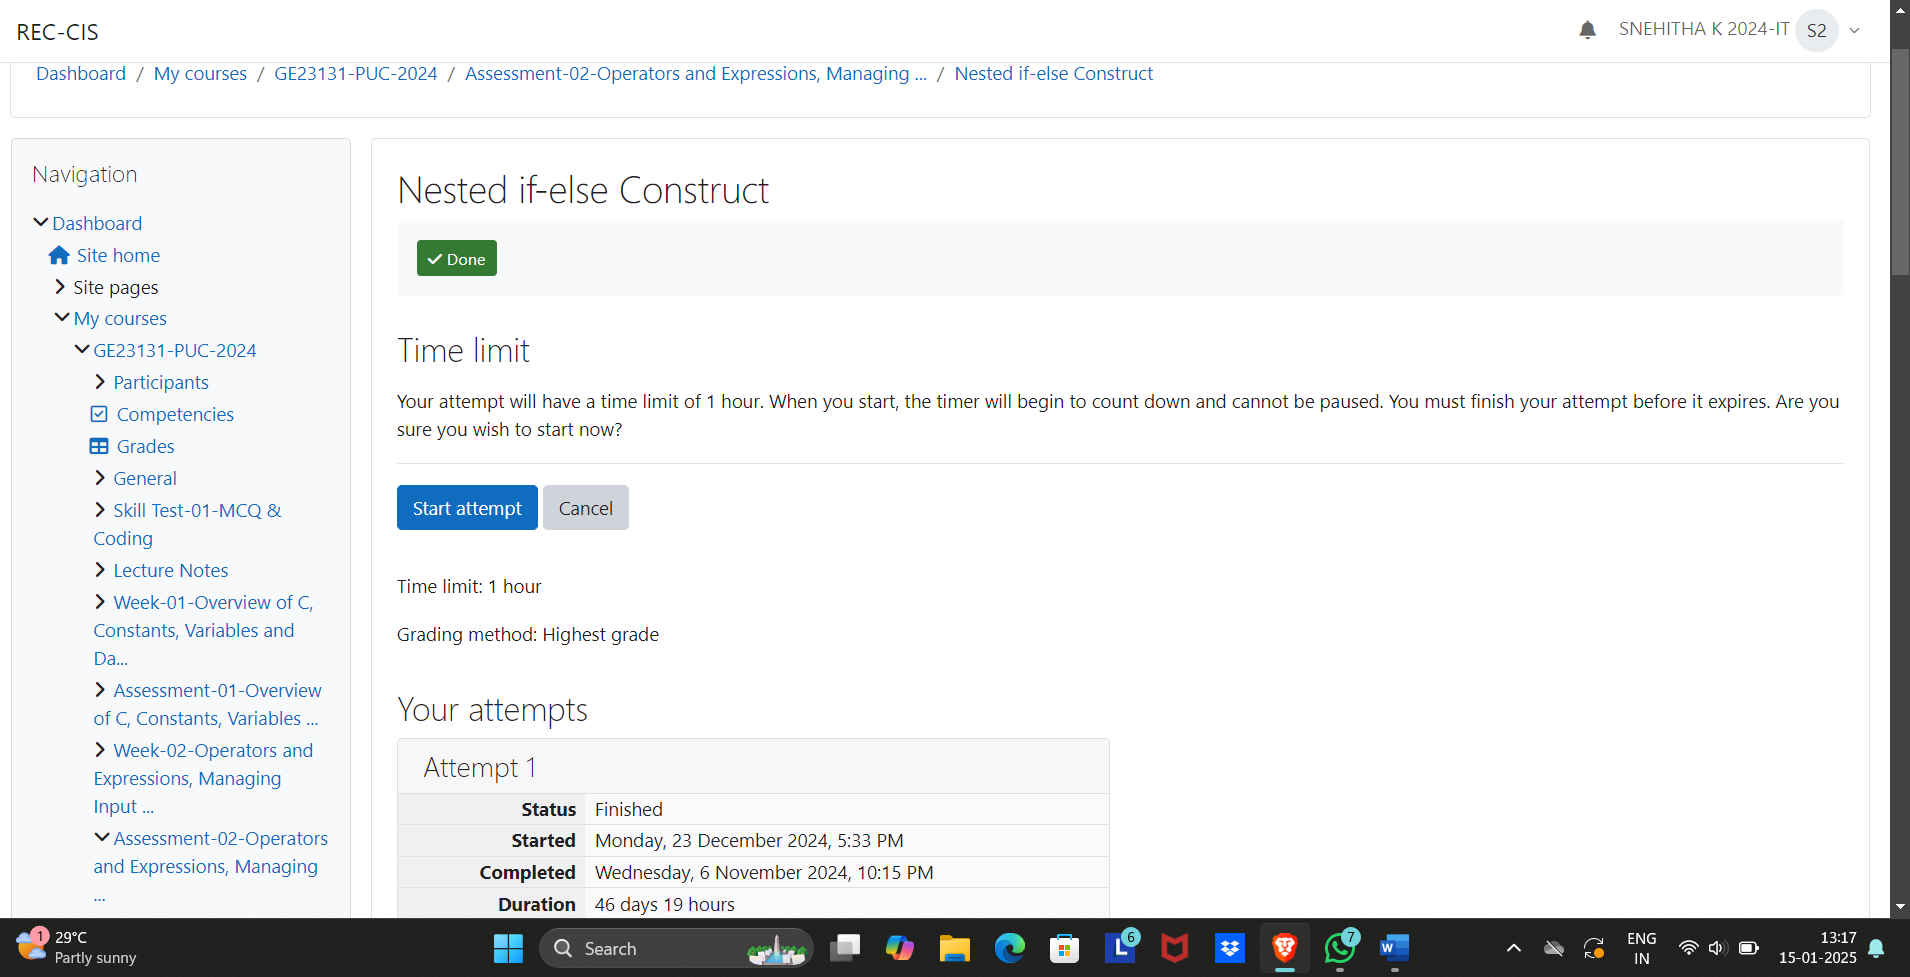 REC-CIS
SNEHITHA K 2024-IT S2
Dashboard / My courses / GE23131-PUC-2024 / Assessment-02-Operators and Expressions, Managing ... / Nested if-else Construct
Navigation
Dashboard
Site home
Site pages
My courses
GE23131-PUC-2024
Participants
Competencies
Grades
General
Skill Test-01-MCQ &
Coding
Lecture Notes
Week-01-Overview of C,
Constants, Variables and
Da...
Assessment-01-Overview
of C, Constants, Variables ...
Week-02-Operators and
Expressions, Managing
Input ...
Assessment-02-Operators
and Expressions, Managing
...
Nested if-else Construct
Done
Time limit
Your attempt will have a time limit of 1 hour. When you start, the timer will begin to count down and cannot be paused. You must finish your attempt before it expires. Are you
sure you wish to start now?
Start attempt Cancel
Time limit: 1 hour
Grading method: Highest grade
Your attempts
Attempt 1
Status Finished
Started Monday, 23 December 2024, 5:33 PM
Completed Wednesday, 6 November 2024, 10:15 PM
Duration 46 days 19 hours
1
29°C
Partly sunny
Search
L 6
7
W
ENG
IN
13:17
15-01-2025